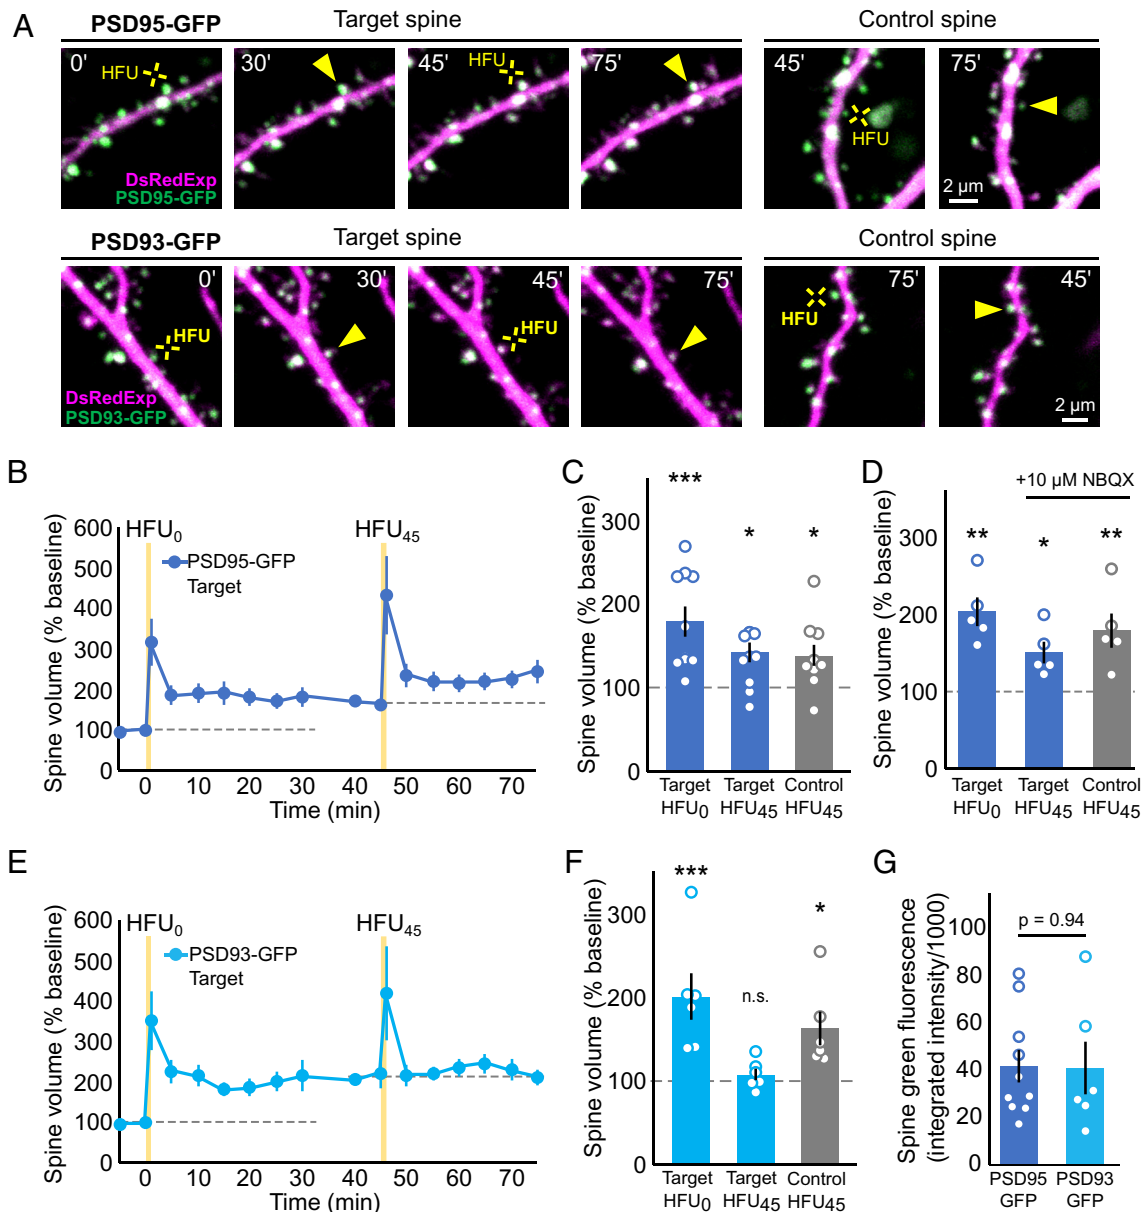 A
PSD95-GFP
Target spine
Control spine
0'
HFU
DsRedExp
PSD95-GFP
30'
45'
HFU
75'
45'
HFU
75'
2 µm
PSD93-GFP
Target spine
Control spine
0'
HFU
DsRedExp
PSD93-GFP
30'
45'
HFU
75'
75'
HFU
45'
2 µm
B
Spine volume (% baseline)
600
500
400
300
200
100
0
HFU0
HFU45
PSD95-GFP
Target
0 10 20 30 40 50 60 70
Time (min)
C
Spine volume (% baseline)
300
200
100
0
***
*
*
Target HFU0
Target HFU45
Control HFU45
D
Spine volume (% baseline)
300
200
100
0
+10 µM NBQX
**
*
**
Target HFU0
Target HFU45
Control HFU45
E
Spine volume (% baseline)
600
500
400
300
200
100
0
HFU0
HFU45
PSD93-GFP
Target
0 10 20 30 40 50 60 70
Time (min)
F
Spine volume (% baseline)
300
200
100
0
***
n.s.
*
Target HFU0
Target HFU45
Control HFU45
G
Spine green fluorescence
(integrated intensity/1000)
100
80
60
40
20
0
p = 0.94
PSD95 GFP
PSD93 GFP